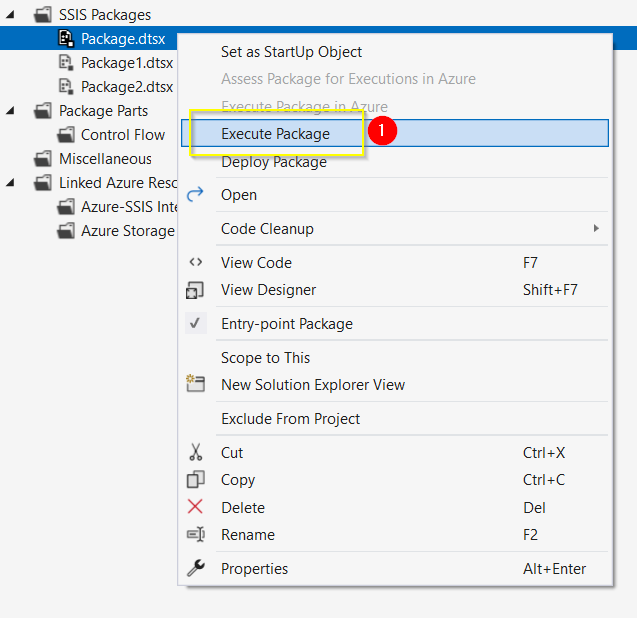 SSIS Packages
Package.dtsx
Package1.dtsx
Package2.dtsx
Package Parts
Control Flow
Miscellaneous
Linked Azure Reso
Azure-SSIS Inte
Azure Storage
Set as StartUp Object
Assess Package for Executions in Azure
Execute Package in Azure
Execute Package 1
Deploy Package
Open
Code Cleanup
View Code F7
View Designer Shift+F7
Entry-point Package
Scope to This
New Solution Explorer View
Exclude From Project
Cut Ctrl+X
Copy Ctrl+C
Delete Del
Rename F2
Properties Alt+Enter